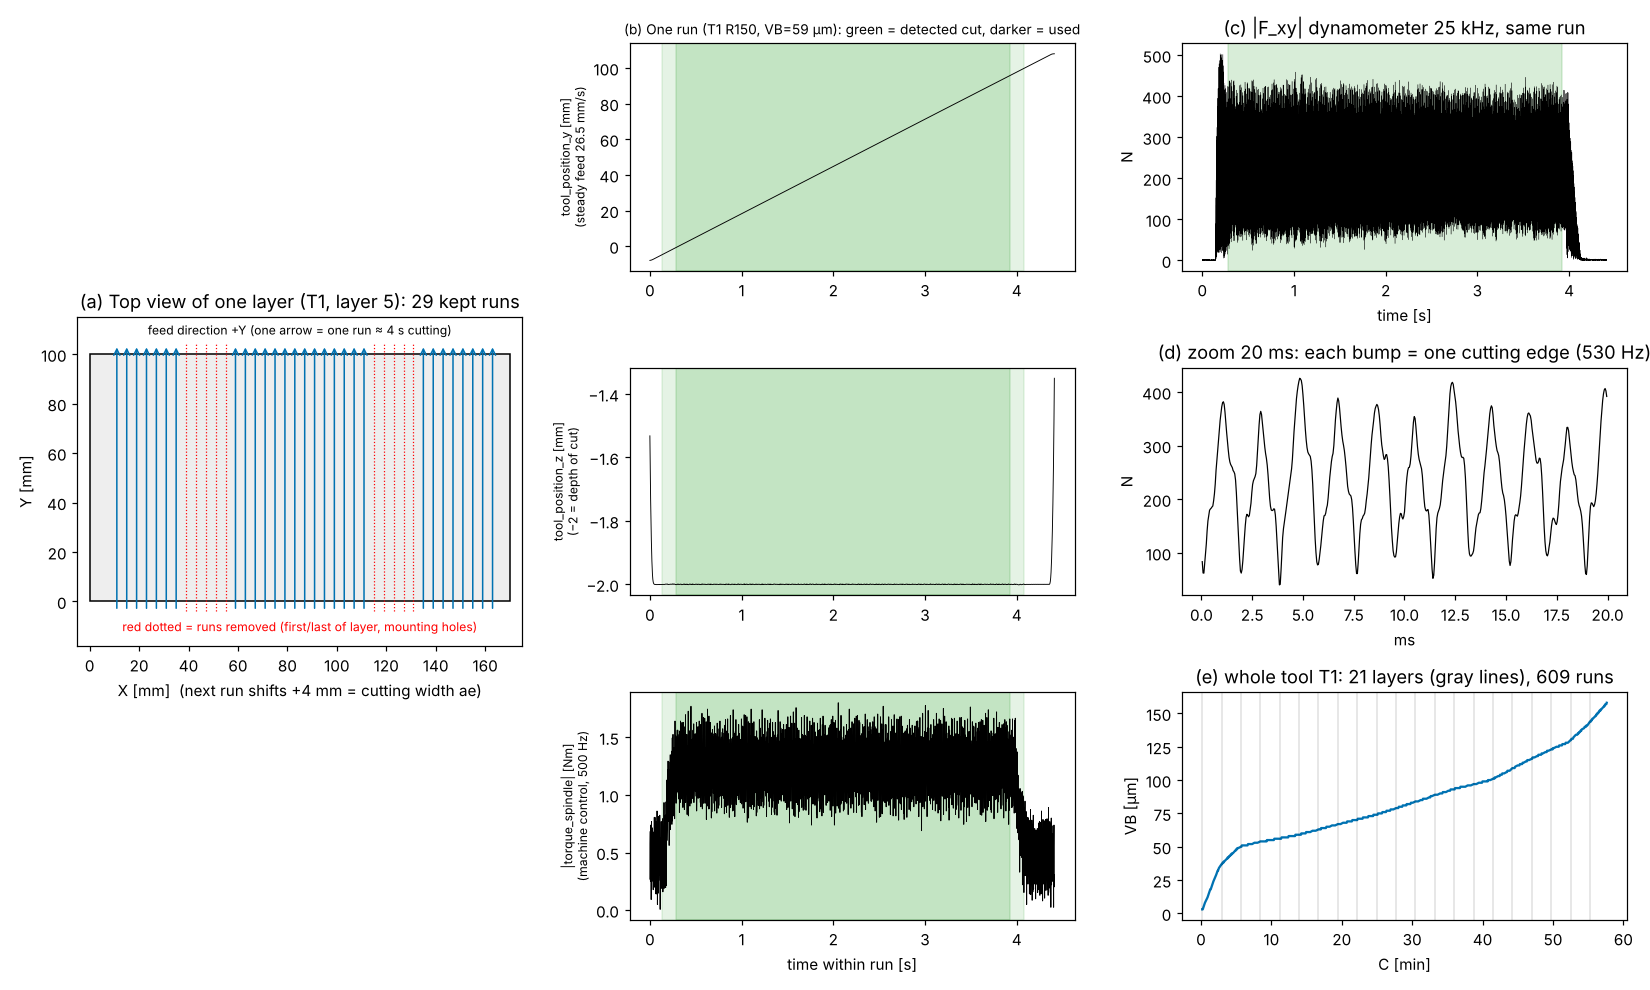 (a) Top view of one layer (T1, layer 5): 29 kept runs
feed direction +Y (one arrow = one run ≈ 4 s cutting)
Y [mm]
100
80
60
40
20
0
red dotted = runs removed (first/last of layer, mounting holes)
0 20 40 60 80 100 120 140 160
X [mm] (next run shifts +4 mm = cutting width ae)
(b) One run (T1 R150, VB=59 µm): green = detected cut, darker = used
tool_position_y [mm]
(steady feed 26.5 mm/s)
100
80
60
40
20
0
0 1 2 3 4
tool_position_z [mm]
(−2 = depth of cut)
−1.4
−1.6
−1.8
−2.0
0 1 2 3 4
|torque_spindle| [Nm]
(machine control, 500 Hz)
1.5
1.0
0.5
0.0
0 1 2 3 4
time within run [s]
(c) |F_xy| dynamometer 25 kHz, same run
N
500
400
300
200
100
0
0 1 2 3 4
time [s]
(d) zoom 20 ms: each bump = one cutting edge (530 Hz)
N
400
300
200
100
0.0 2.5 5.0 7.5 10.0 12.5 15.0 17.5 20.0
ms
(e) whole tool T1: 21 layers (gray lines), 609 runs
VB [µm]
150
125
100
75
50
25
0
0 10 20 30 40 50 60
C [min]